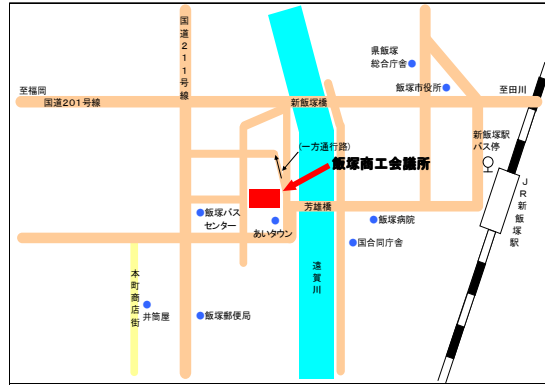 国道211号線
県飯塚
総合庁舎
至福岡
飯塚市役所
至田川
国道201号線
新飯塚橋
新飯塚駅
バス停
(一方通行路)
飯塚商工会議所
JR新飯塚駅
飯塚バス
センター
芳雄橋
飯塚病院
あいタウン
国合同庁舎
本町商店街
遠賀川
井筒屋
飯塚郵便局